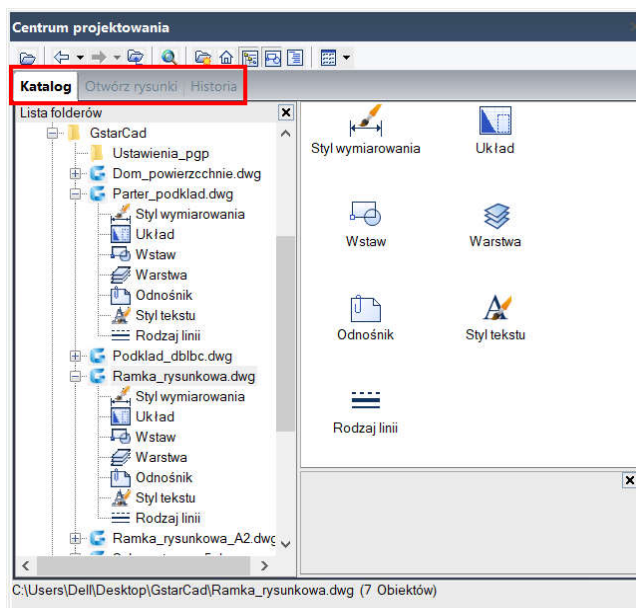 Centrum projektowania
Katalog Otwórz rysunki Historia
Lista folderów
GstarCad
Ustawienia_pgp
Dom_powierzcchnie.dwg
Parter_podklad.dwg
Styl wymiarowania
Układ
Wstaw
Warstwa
Odnośnik
Styl tekstu
Rodzaj linii
Podklad_dblbc.dwg
Ramka_rysunkowa.dwg
Styl wymiarowania
Układ
Wstaw
Warstwa
Odnośnik
Styl tekstu
Rodzaj linii
Ramka_rysunkowa_A2.dwg
Styl wymiarowania Układ
Wstaw Warstwa
Odnośnik Styl tekstu
Rodzaj linii
C:\Users\Dell\Desktop\GstarCad\Ramka_rysunkowa.dwg (7 Obiektów)